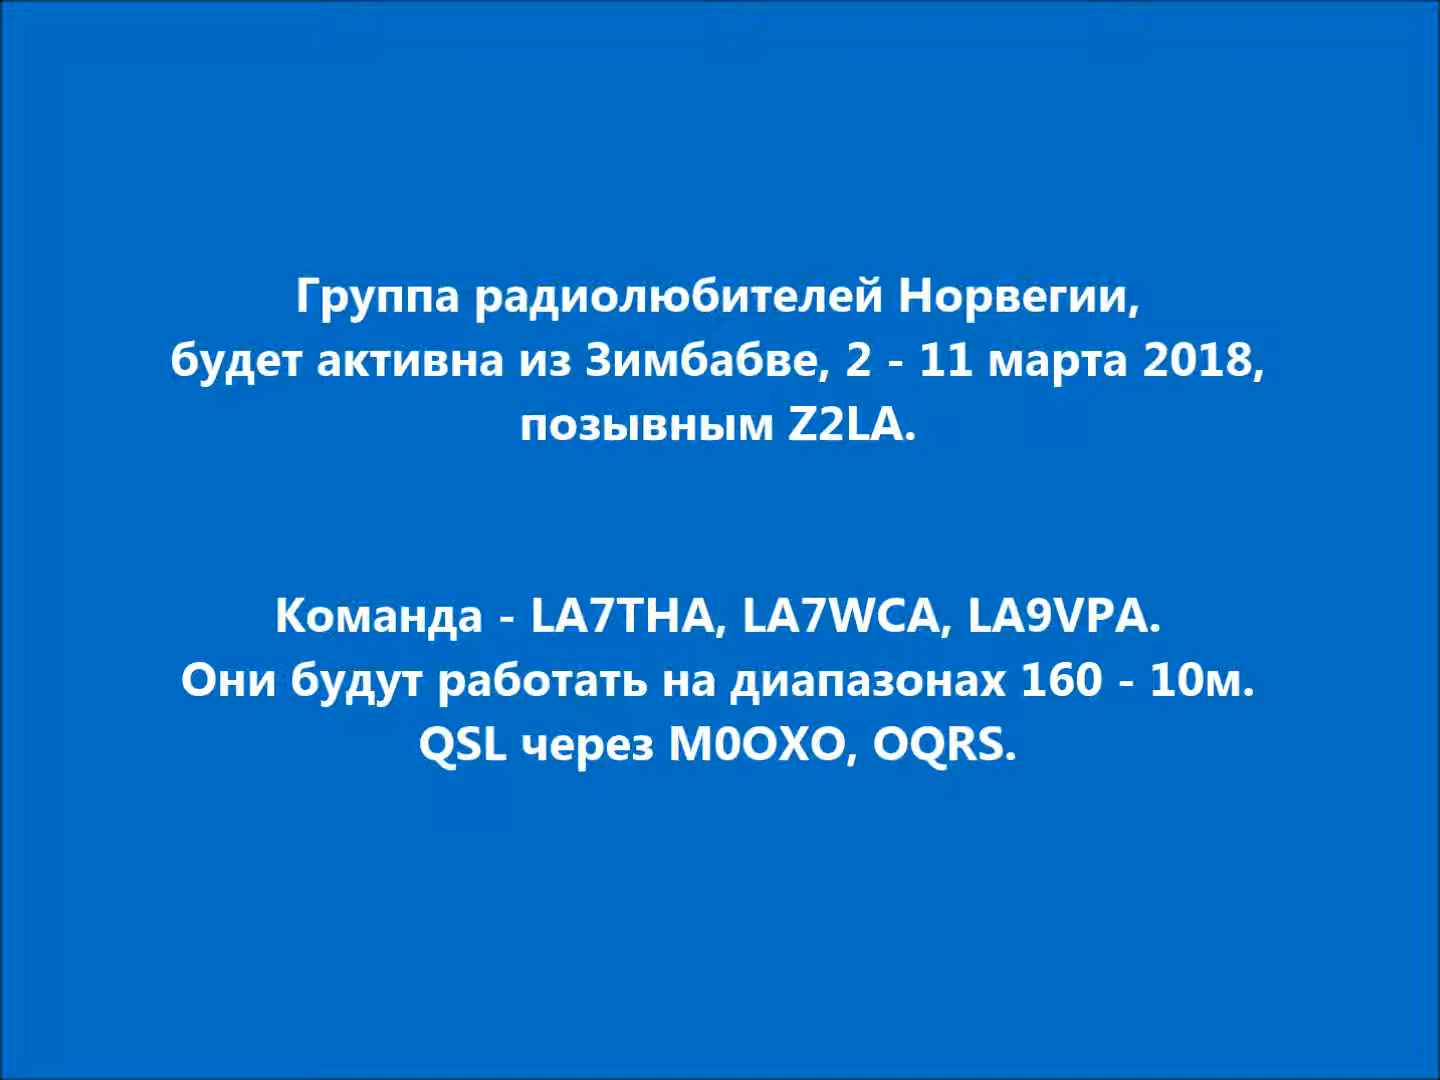 Группа радиолюбителей Норвегии,
будет активна из Зимбабве, 2 - 11 марта 2018,
позывным Z2LA.
Команда - LA7THA, LA7WCA, LA9VPA.
Они будут работать на диапазонах 160 - 10м.
QSL через M0OXO, OQRS.